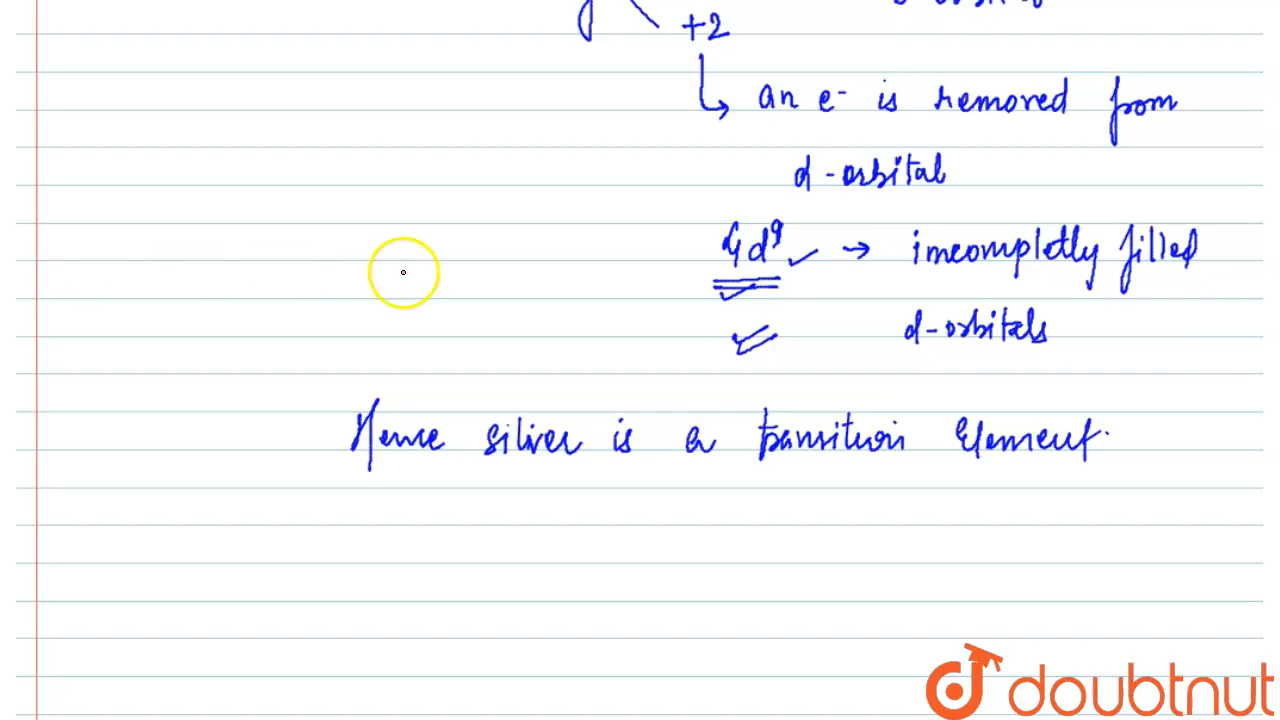 +2
↳ an e⁻ is removed from
d-orbital
4d⁹ ✓ → incompletly filled
d-orbitals
Hence silver is a transition element.
doubtnut